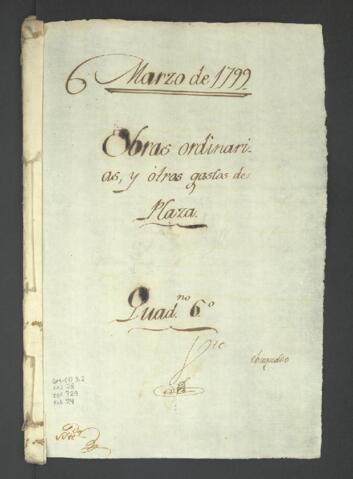 6 Marzo de 1799
Obras ordinari-
as, y otros gastos de
Plaza.
Quad.no 6.o